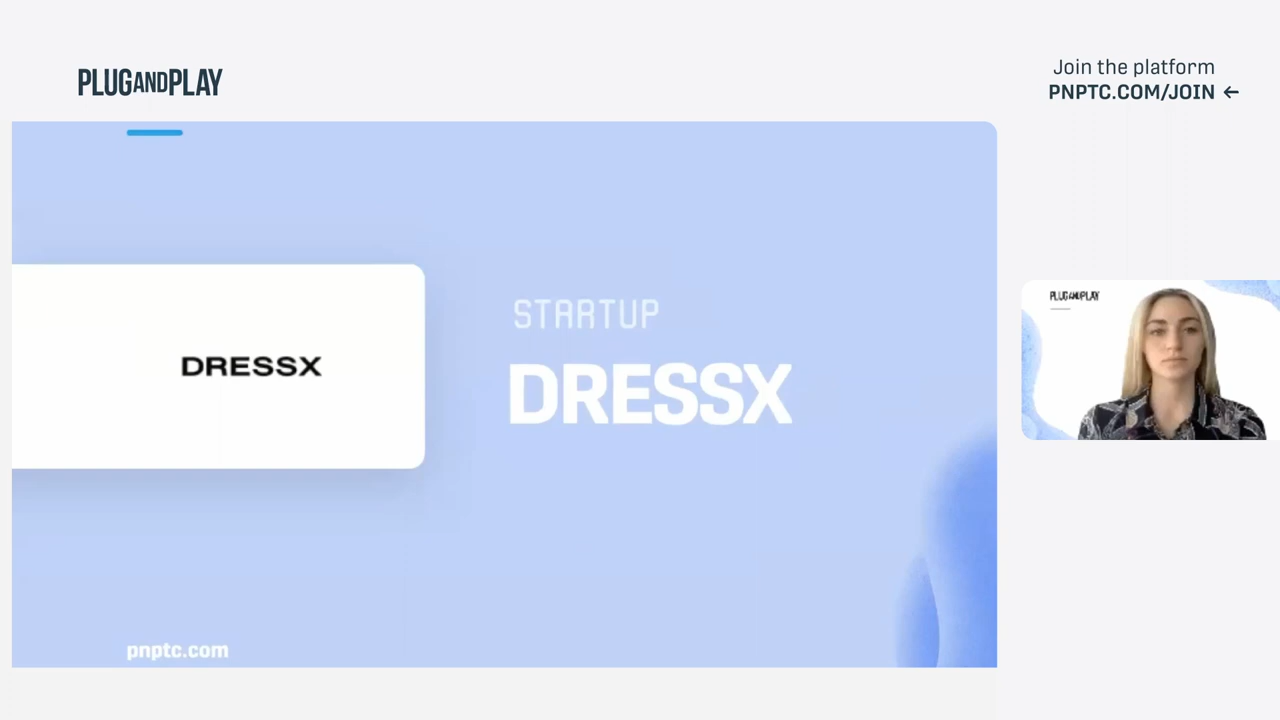 PLUGANDPLAY
Join the platform
PNPTC.COM/JOIN ←
STARTUP
DRESSX
DRESSX
pnptc.com
PLUGANDPLAY